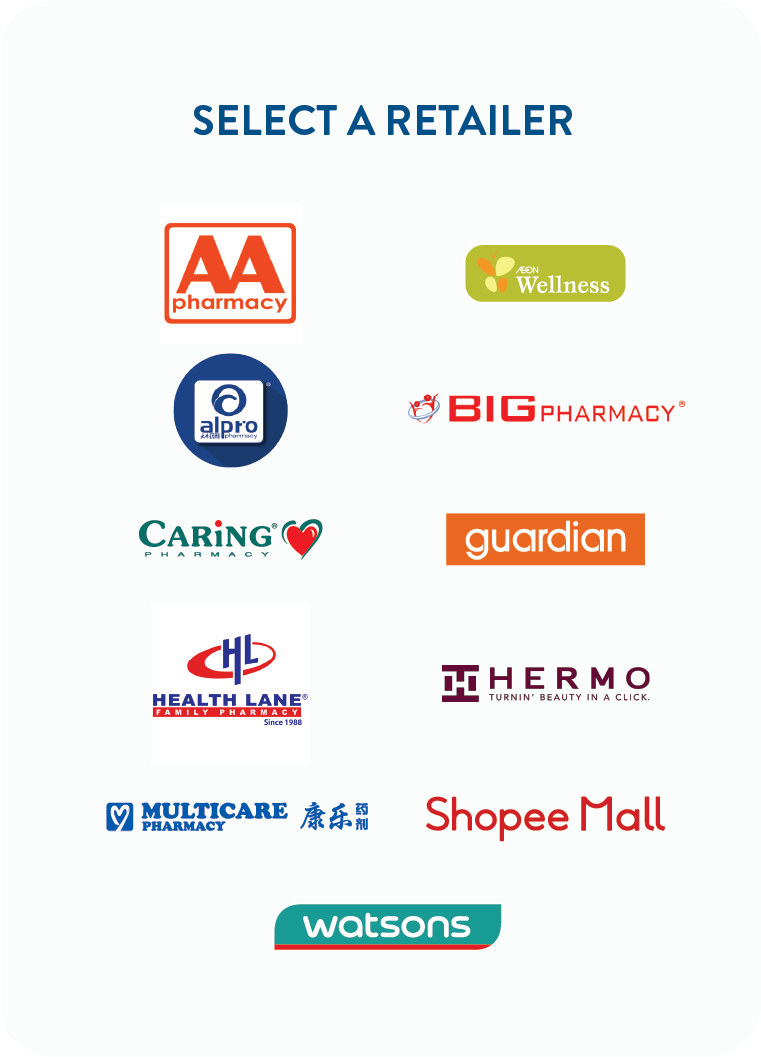 SELECT A RETAILER
AA
pharmacy
ÆON
Wellness
alpro
pharmacy
®
BIG PHARMACY®
CARiNG®
PHARMACY
guardian
HL
HEALTH LANE®
FAMILY PHARMACY
Since 1988
HERMO
TURNIN' BEAUTY IN A CLICK.
MULTICARE
PHARMACY
康乐药剂
Shopee Mall
watsons